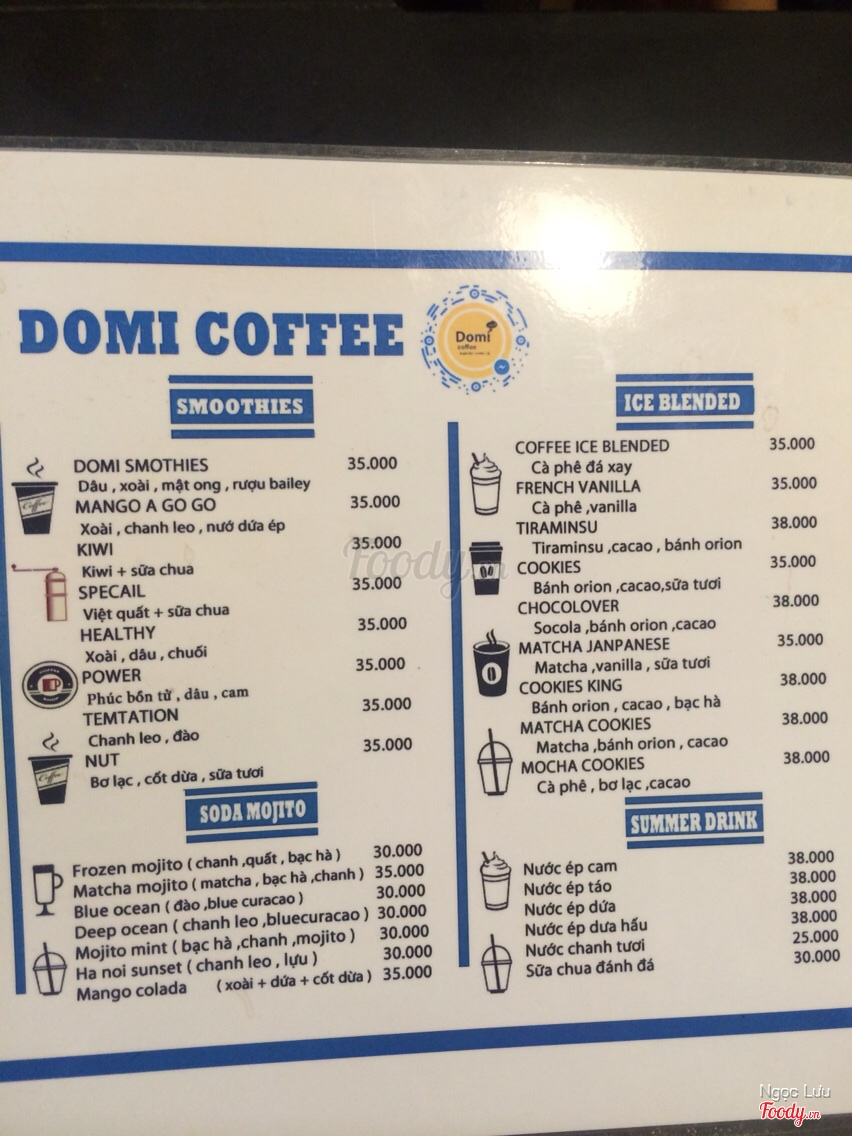 DOMI COFFEE
Domi
coffee
SMOOTHIES
DOMI SMOTHIES 35.000
Dâu , xoài , mật ong , rượu bailey
MANGO A GO GO 35.000
Xoài , chanh leo , nướ dứa ép
KIWI 35.000
Kiwi + sữa chua
SPECAIL 35.000
Việt quất + sữa chua
HEALTHY 35.000
Xoài , dâu , chuối
POWER 35.000
Phúc bồn tử , dâu , cam
TEMTATION 35.000
Chanh leo , đào
NUT 35.000
Bơ lạc , cốt dừa , sữa tươi
SODA MOJITO
Frozen mojito ( chanh ,quất , bạc hà ) 30.000
Matcha mojito ( matcha , bạc hà ,chanh ) 35.000
Blue ocean ( đào ,blue curacao ) 30.000
Deep ocean ( chanh leo ,bluecuracao ) 30.000
Mojito mint ( bạc hà ,chanh ,mojito ) 30.000
Ha noi sunset ( chanh leo , lựu ) 30.000
Mango colada ( xoài + dứa + cốt dừa ) 35.000
ICE BLENDED
COFFEE ICE BLENDED 35.000
Cà phê đá xay
FRENCH VANILLA 35.000
Cà phê ,vanilla
TIRAMINSU 38.000
Tiraminsu ,cacao , bánh orion
COOKIES 35.000
Bánh orion ,cacao,sữa tươi
CHOCOLOVER 38.000
Socola ,bánh orion ,cacao
MATCHA JANPANESE 35.000
Matcha ,vanilla , sữa tươi
COOKIES KING 38.000
Bánh orion , cacao , bạc hà
MATCHA COOKIES 38.000
Matcha ,bánh orion , cacao
MOCHA COOKIES 38.000
Cà phê , bơ lạc ,cacao
SUMMER DRINK
Nước ép cam 38.000
Nước ép táo 38.000
Nước ép dứa 38.000
Nước ép dưa hấu 38.000
Nước chanh tươi 25.000
Sữa chua đánh đá 30.000
Coffee
Coffee
Foody.vn
Ngọc Lưu
Foody.vn